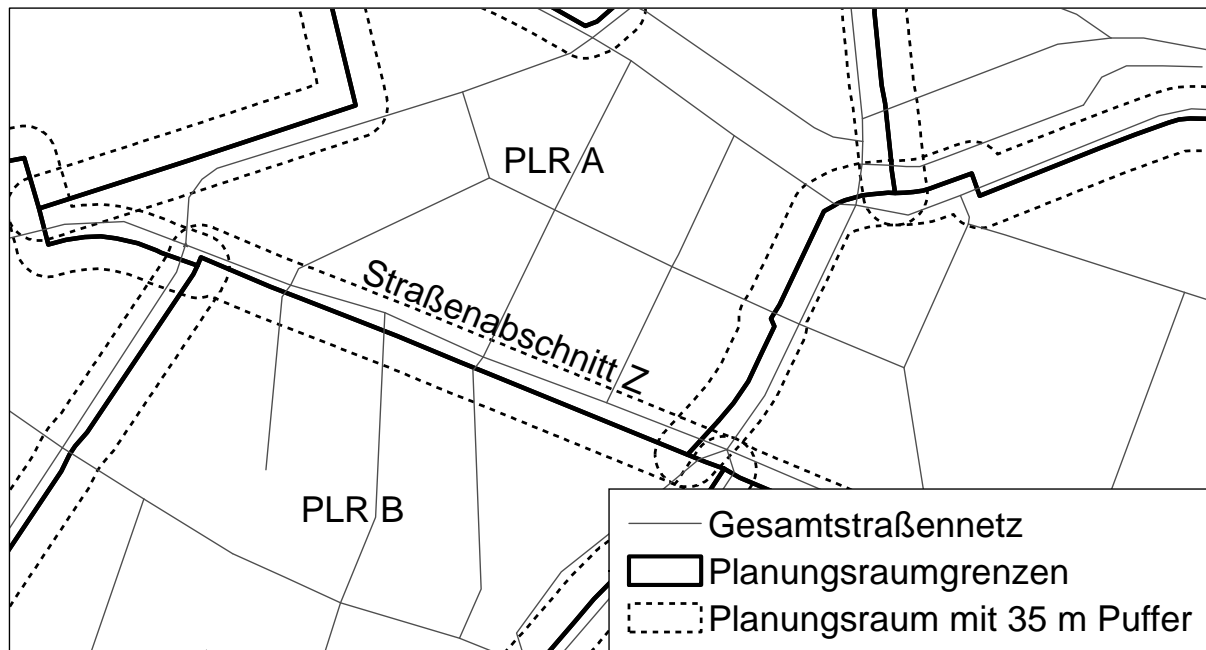 PLR A
Straßenabschnitt Z
PLR B
Gesamtstraßennetz
Planungsraumgrenzen
Planungsraum mit 35 m Puffer